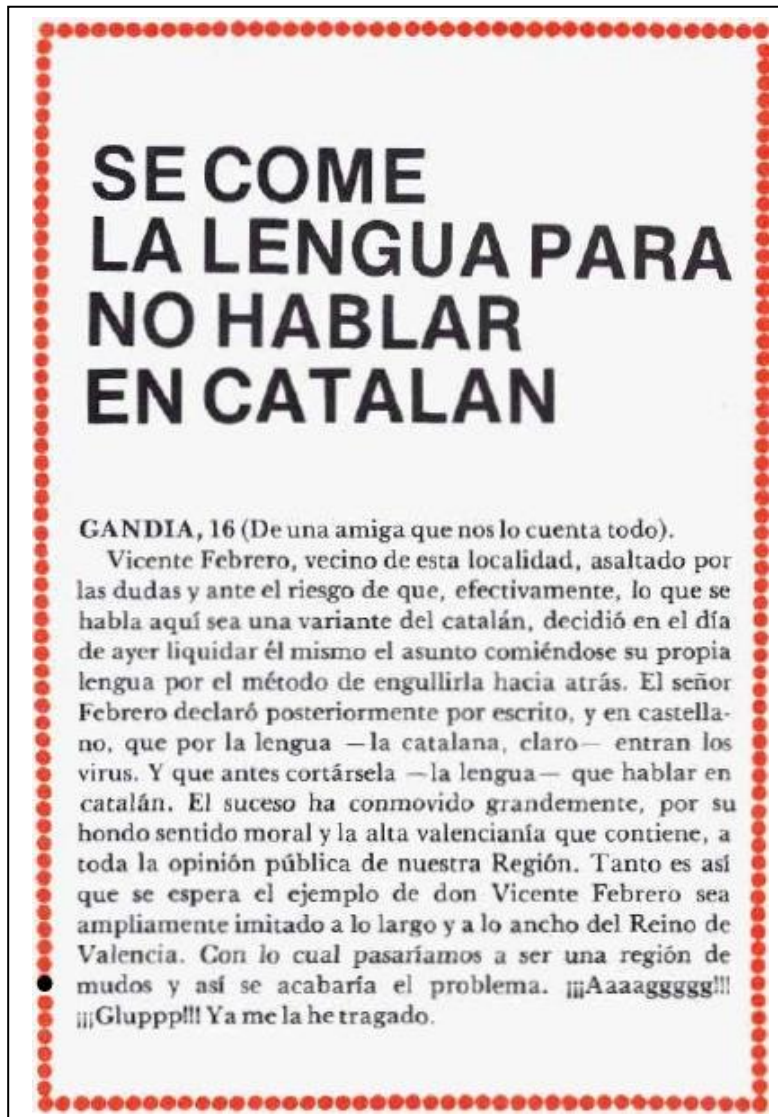 SE COME
LA LENGUA PARA
NO HABLAR
EN CATALAN
GANDIA, 16 (De una amiga que nos lo cuenta todo).
Vicente Febrero, vecino de esta localidad, asaltado por
las dudas y ante el riesgo de que, efectivamente, lo que se
habla aquí sea una variante del catalán, decidió en el día
de ayer liquidar él mismo el asunto comiéndose su propia
lengua por el método de engullirla hacia atrás. El señor
Febrero declaró posteriormente por escrito, y en castella-
no, que por la lengua —la catalana, claro— entran los
virus. Y que antes cortársela —la lengua— que hablar en
catalán. El suceso ha conmovido grandemente, por su
hondo sentido moral y la alta valencianía que contiene, a
toda la opinión pública de nuestra Región. Tanto es así
que se espera el ejemplo de don Vicente Febrero sea
ampliamente imitado a lo largo y a lo ancho del Reino de
Valencia. Con lo cual pasaríamos a ser una región de
mudos y así se acabaría el problema. ¡¡¡Aaaaggggg!!!
¡¡¡Gluppp!!! Ya me la he tragado.